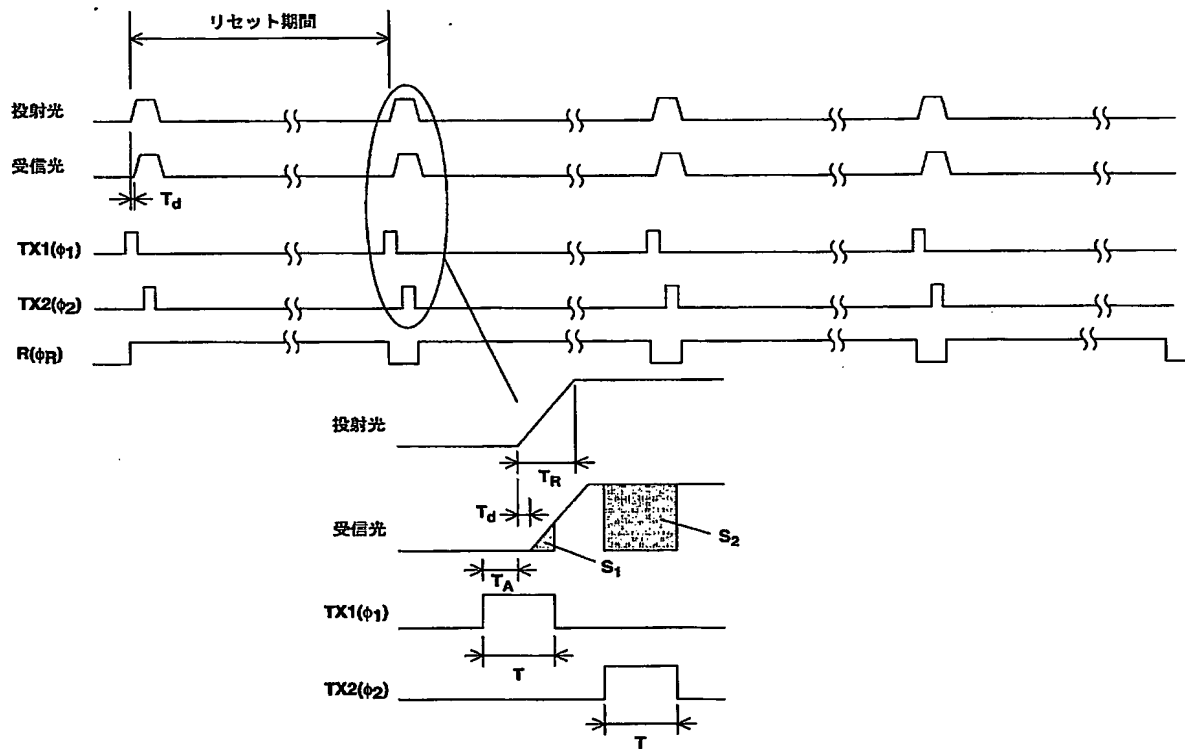 リセット期間
投射光
受信光
Td
TX1(φ1)
TX2(φ2)
R(φR)
投射光
TR
Td
受信光
S2
S1
TA
TX1(φ1)
T
TX2(φ2)
T